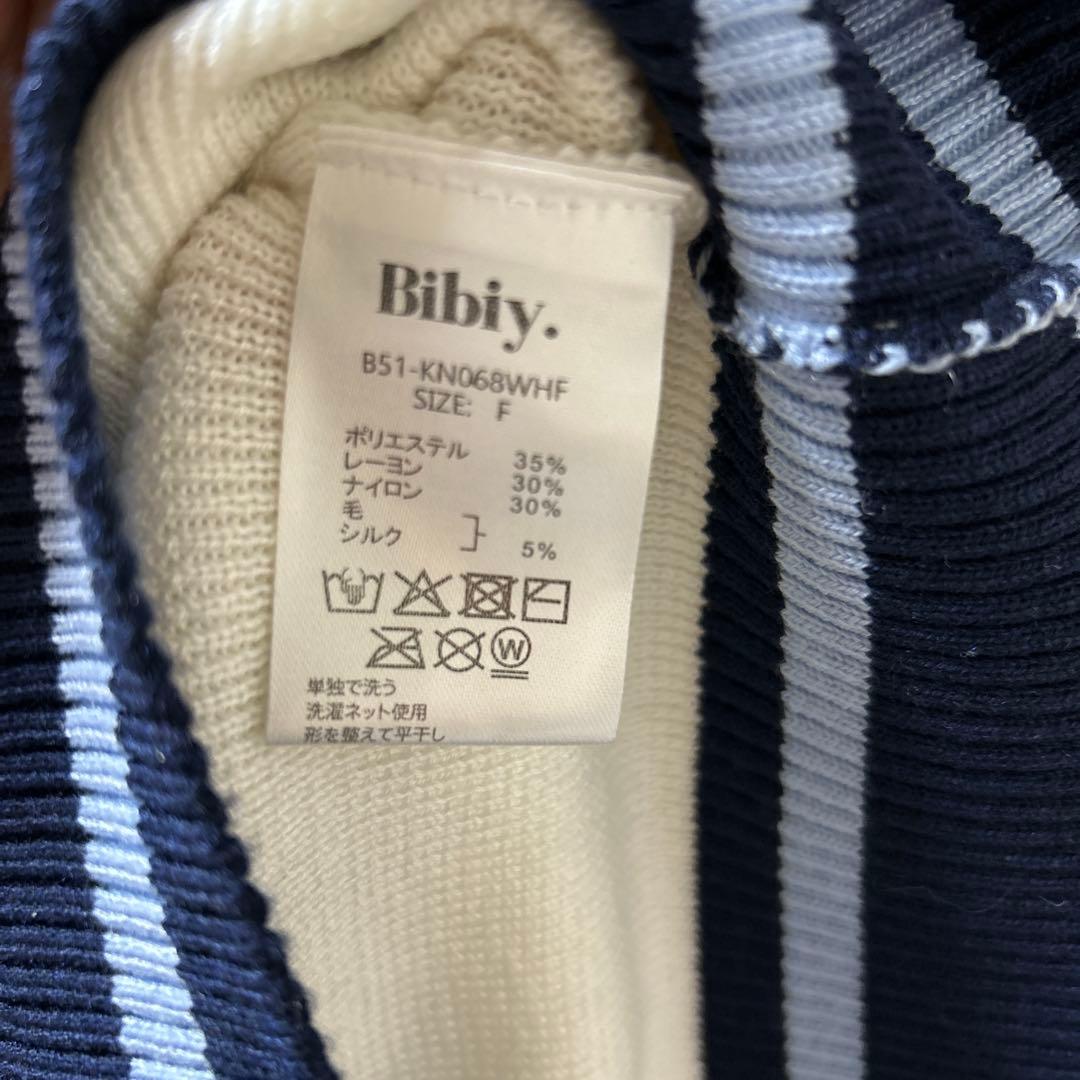 Bibiy.
B51-KN068WHF
SIZE: F
ポリエステル 35%
レーヨン 30%
ナイロン 30%
毛
シルク } 5%
W
単独で洗う
洗濯ネット使用
形を整えて平干し